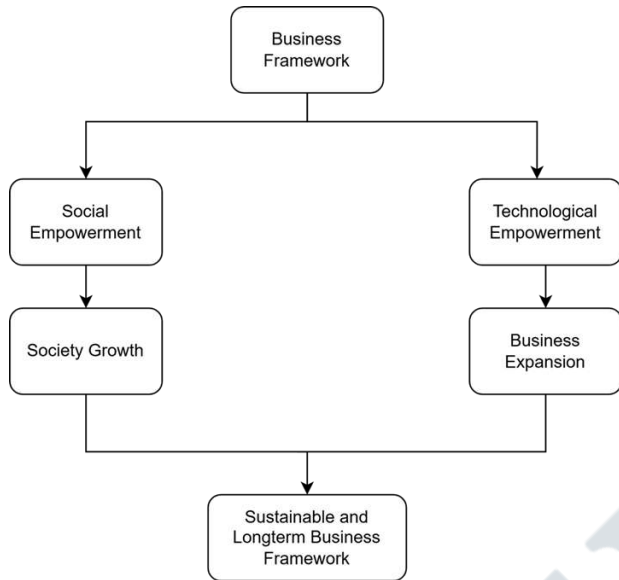 Business
Framework
Social
Empowerment
Technological
Empowerment
Society Growth
Business
Expansion
Sustainable and
Longterm Business
Framework